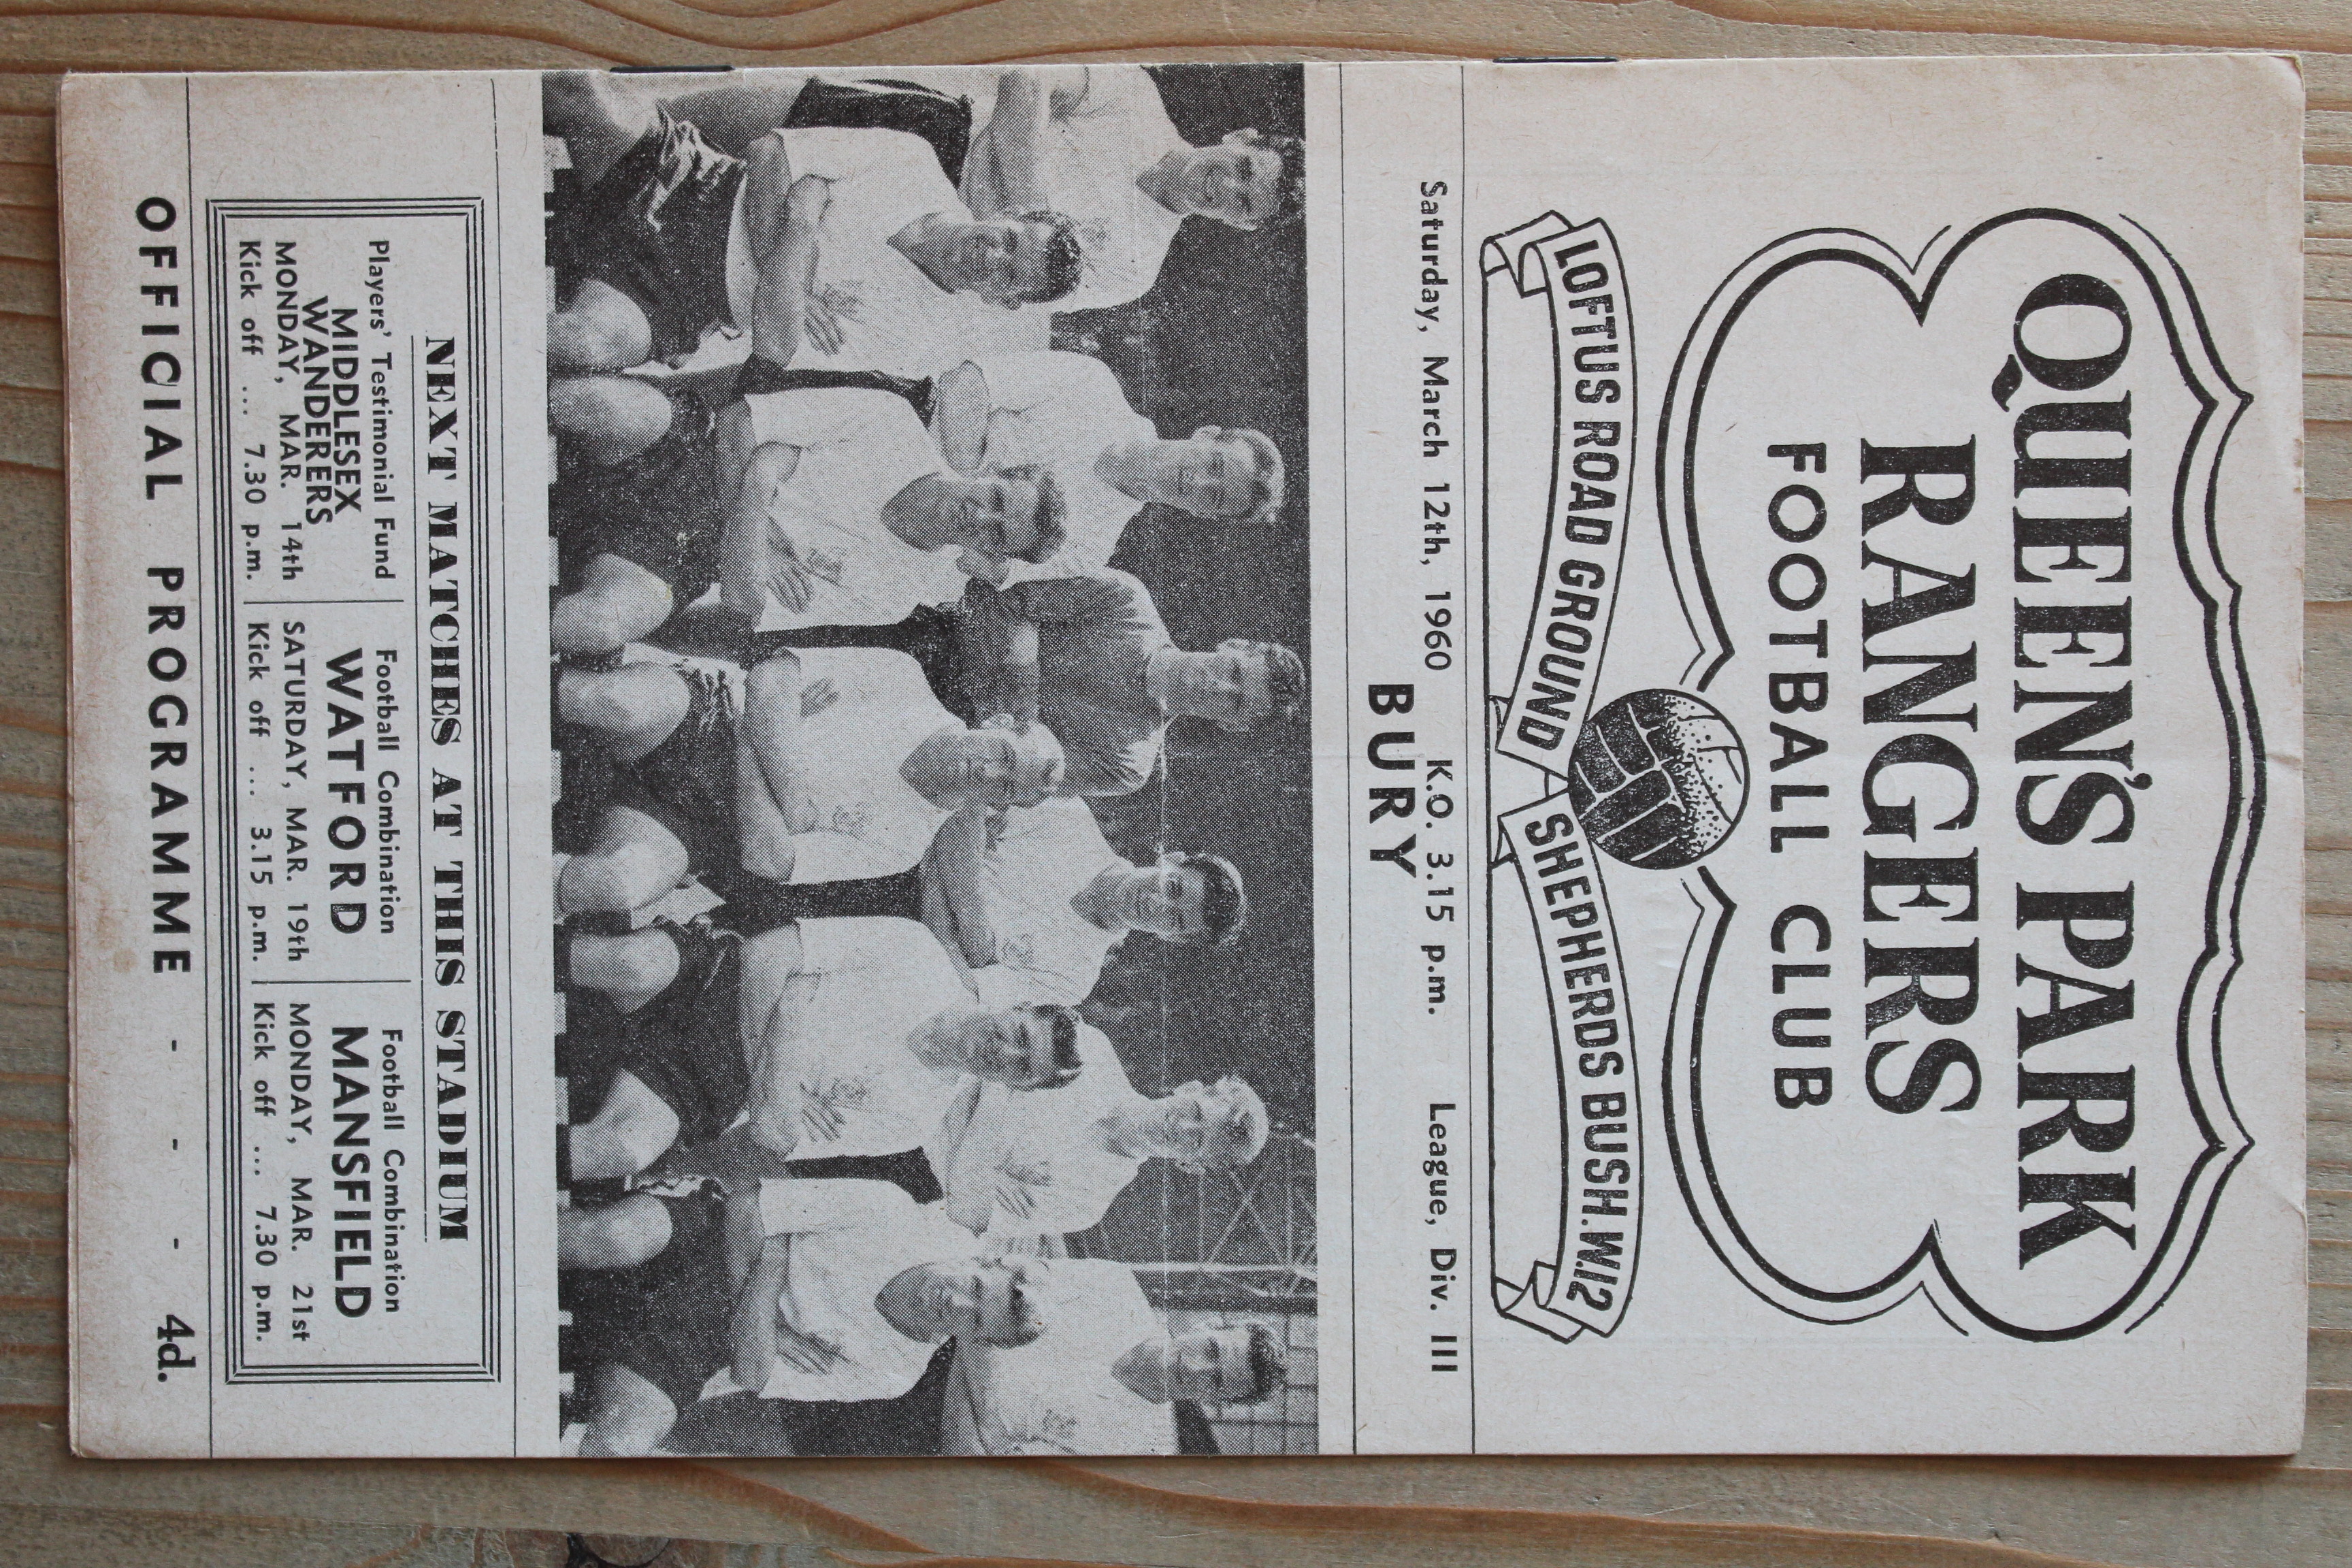 QUEEN'S PARK
RANGERS
FOOTBALL CLUB
LOFTUS ROAD GROUND
SHEPHERDS BUSH.W.12
Saturday, March 12th, 1960 K.O. 3.15 p.m. League, Div. III
BURY
NEXT MATCHES AT THIS STADIUM
Players' Testimonial Fund
MIDDLESEX
WANDERERS
MONDAY, MAR. 14th
Kick off ... 7.30 p.m.
Football Combination
WATFORD
SATURDAY, MAR. 19th
Kick off ... 3.15 p.m.
Football Combination
MANSFIELD
MONDAY, MAR. 21st
Kick off ... 7.30 p.m.
OFFICIAL PROGRAMME - - - 4d.